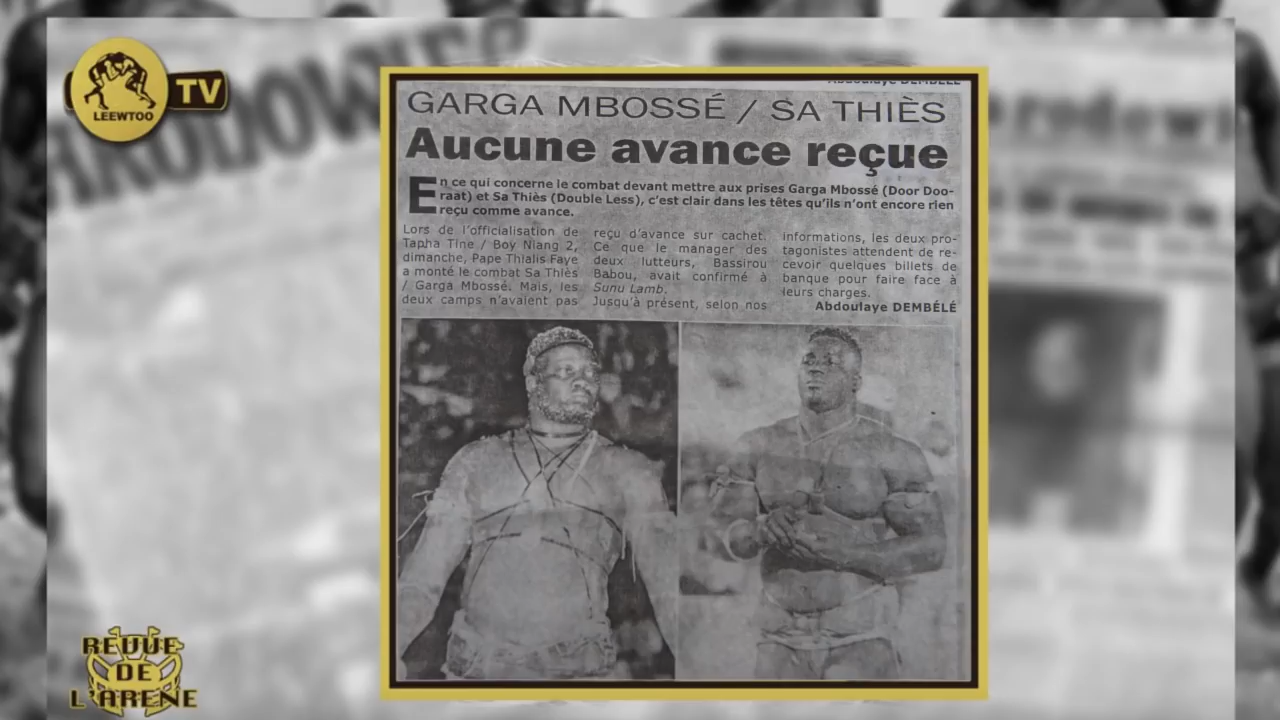 LEEWTOO
TV
Abdoulaye DEMBÉLÉ
GARGA MBOSSÉ / SA THIÈS
Aucune avance reçue
En ce qui concerne le combat devant mettre aux prises Garga Mbossé (Door Doo-
raat) et Sa Thiès (Double Less), c'est clair dans les têtes qu'ils n'ont encore rien
reçu comme avance.
Lors de l'officialisation de
Tapha Tine / Boy Niang 2,
dimanche, Pape Thialis Faye
a monté le combat Sa Thiès
/ Garga Mbossé. Mais, les
deux camps n'avaient pas
reçu d'avance sur cachet.
Ce que le manager des
deux lutteurs, Bassirou
Babou, avait confirmé à
Sunu Lamb.
Jusqu'à présent, selon nos
informations, les deux pro-
tagonistes attendent de re-
cevoir quelques billets de
banque pour faire face à
leurs charges.
Abdoulaye DEMBÉLÉ
REVUE
DE
L'ARENE